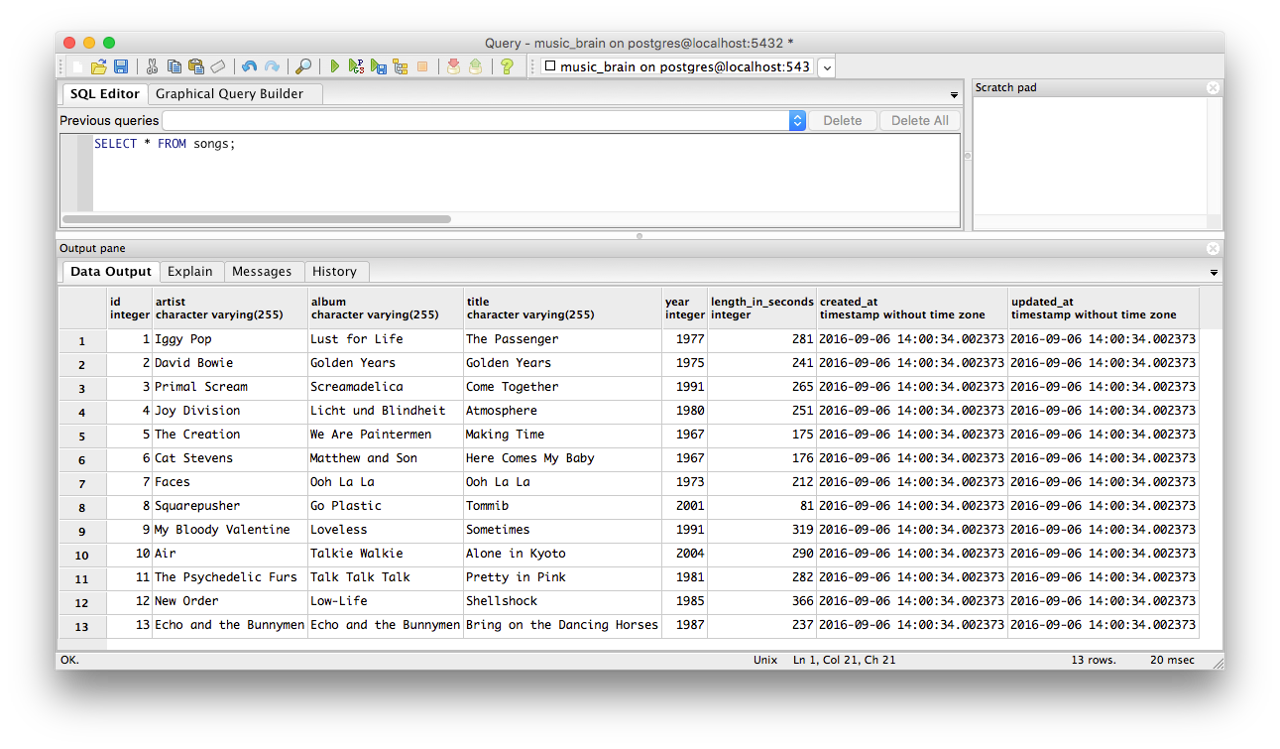 Query - music_brain on postgres@localhost:5432 *
music_brain on postgres@localhost:543
SQL Editor Graphical Query Builder
Scratch pad
Previous queries Delete Delete All
SELECT * FROM songs;
Output pane
Data Output Explain Messages History
id artist album title year length_in_seconds created_at updated_at
integer character varying(255) character varying(255) character varying(255) integer integer timestamp without time zone timestamp without time zone
1 1 Iggy Pop Lust for Life The Passenger 1977 281 2016-09-06 14:00:34.002373 2016-09-06 14:00:34.002373
2 2 David Bowie Golden Years Golden Years 1975 241 2016-09-06 14:00:34.002373 2016-09-06 14:00:34.002373
3 3 Primal Scream Screamadelica Come Together 1991 265 2016-09-06 14:00:34.002373 2016-09-06 14:00:34.002373
4 4 Joy Division Licht und Blindheit Atmosphere 1980 251 2016-09-06 14:00:34.002373 2016-09-06 14:00:34.002373
5 5 The Creation We Are Paintermen Making Time 1967 175 2016-09-06 14:00:34.002373 2016-09-06 14:00:34.002373
6 6 Cat Stevens Matthew and Son Here Comes My Baby 1967 176 2016-09-06 14:00:34.002373 2016-09-06 14:00:34.002373
7 7 Faces Ooh La La Ooh La La 1973 212 2016-09-06 14:00:34.002373 2016-09-06 14:00:34.002373
8 8 Squarepusher Go Plastic Tommib 2001 81 2016-09-06 14:00:34.002373 2016-09-06 14:00:34.002373
9 9 My Bloody Valentine Loveless Sometimes 1991 319 2016-09-06 14:00:34.002373 2016-09-06 14:00:34.002373
10 10 Air Talkie Walkie Alone in Kyoto 2004 290 2016-09-06 14:00:34.002373 2016-09-06 14:00:34.002373
11 11 The Psychedelic Furs Talk Talk Talk Pretty in Pink 1981 282 2016-09-06 14:00:34.002373 2016-09-06 14:00:34.002373
12 12 New Order Low-Life Shellshock 1985 366 2016-09-06 14:00:34.002373 2016-09-06 14:00:34.002373
13 13 Echo and the Bunnymen Echo and the Bunnymen Bring on the Dancing Horses 1987 237 2016-09-06 14:00:34.002373 2016-09-06 14:00:34.002373
OK. Unix Ln 1, Col 21, Ch 21 13 rows. 20 msec